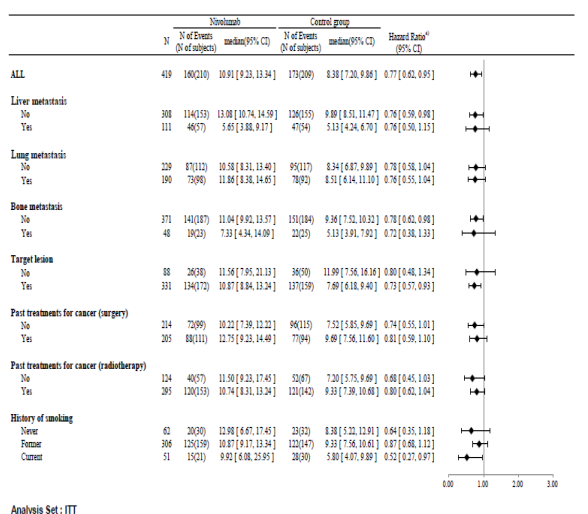 Nivolumab Control group
N N of Events (N of subjects) median(95% CI) N of Events (N of subjects) median(95% CI) Hazard Ratio a) (95% CI)
ALL 419 160(210) 10.91 [ 9.23, 13.34 ] 173(209) 8.38 [ 7.20, 9.86 ] 0.77 [ 0.62, 0.95 ]
Liver metastasis
No 308 114(153) 13.08 [ 10.74, 14.59 ] 126(155) 9.89 [ 8.51, 11.47 ] 0.76 [ 0.59, 0.98 ]
Yes 111 46(57) 5.65 [ 3.88, 9.17 ] 47(54) 5.13 [ 4.24, 6.70 ] 0.76 [ 0.50, 1.15 ]
Lung metastasis
No 229 87(112) 10.58 [ 8.31, 13.40 ] 95(117) 8.34 [ 6.87, 9.89 ] 0.78 [ 0.58, 1.04 ]
Yes 190 73(98) 11.86 [ 8.38, 14.65 ] 78(92) 8.51 [ 6.14, 11.10 ] 0.76 [ 0.55, 1.04 ]
Bone metastasis
No 371 141(187) 11.04 [ 9.92, 13.57 ] 151(184) 9.36 [ 7.52, 10.32 ] 0.78 [ 0.62, 0.98 ]
Yes 48 19(23) 7.33 [ 4.34, 14.09 ] 22(25) 5.13 [ 3.91, 7.92 ] 0.72 [ 0.38, 1.33 ]
Target lesion
No 88 26(38) 11.56 [ 7.95, 21.13 ] 36(50) 11.99 [ 7.56, 16.16 ] 0.80 [ 0.48, 1.34 ]
Yes 331 134(172) 10.87 [ 8.84, 13.24 ] 137(159) 7.69 [ 6.18, 9.40 ] 0.73 [ 0.57, 0.93 ]
Past treatments for cancer (surgery)
No 214 72(99) 10.22 [ 7.39, 12.22 ] 96(115) 7.52 [ 5.85, 9.69 ] 0.74 [ 0.55, 1.01 ]
Yes 205 88(111) 12.75 [ 9.23, 14.49 ] 77(94) 9.69 [ 7.56, 11.60 ] 0.81 [ 0.59, 1.10 ]
Past treatments for cancer (radiotherapy)
No 124 40(57) 11.50 [ 9.23, 17.45 ] 52(67) 7.20 [ 5.75, 9.69 ] 0.68 [ 0.45, 1.03 ]
Yes 295 120(153) 10.74 [ 8.31, 13.24 ] 121(142) 9.33 [ 7.39, 10.68 ] 0.80 [ 0.62, 1.04 ]
History of smoking
Never 62 20(30) 12.98 [ 6.67, 17.45 ] 23(32) 8.38 [ 5.22, 12.91 ] 0.64 [ 0.35, 1.18 ]
Former 306 125(159) 10.87 [ 9.17, 13.34 ] 122(147) 9.33 [ 7.56, 10.61 ] 0.87 [ 0.68, 1.12 ]
Current 51 15(21) 9.92 [ 6.08, 25.95 ] 28(30) 5.80 [ 4.07, 9.89 ] 0.52 [ 0.27, 0.97 ]
0.00 1.00 2.00 3.00
Analysis Set : ITT